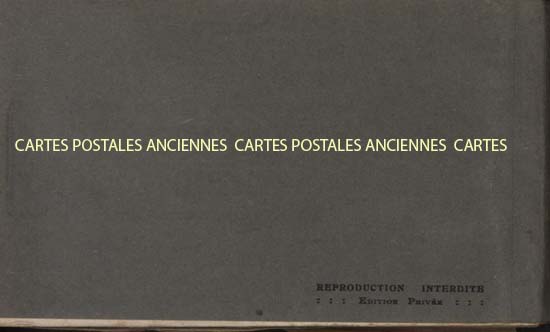 CARTES POSTALES ANCIENNES CARTES POSTALES ANCIENNES CARTES
REPRODUCTION INTERDITE
: : : Edition Privée : : :